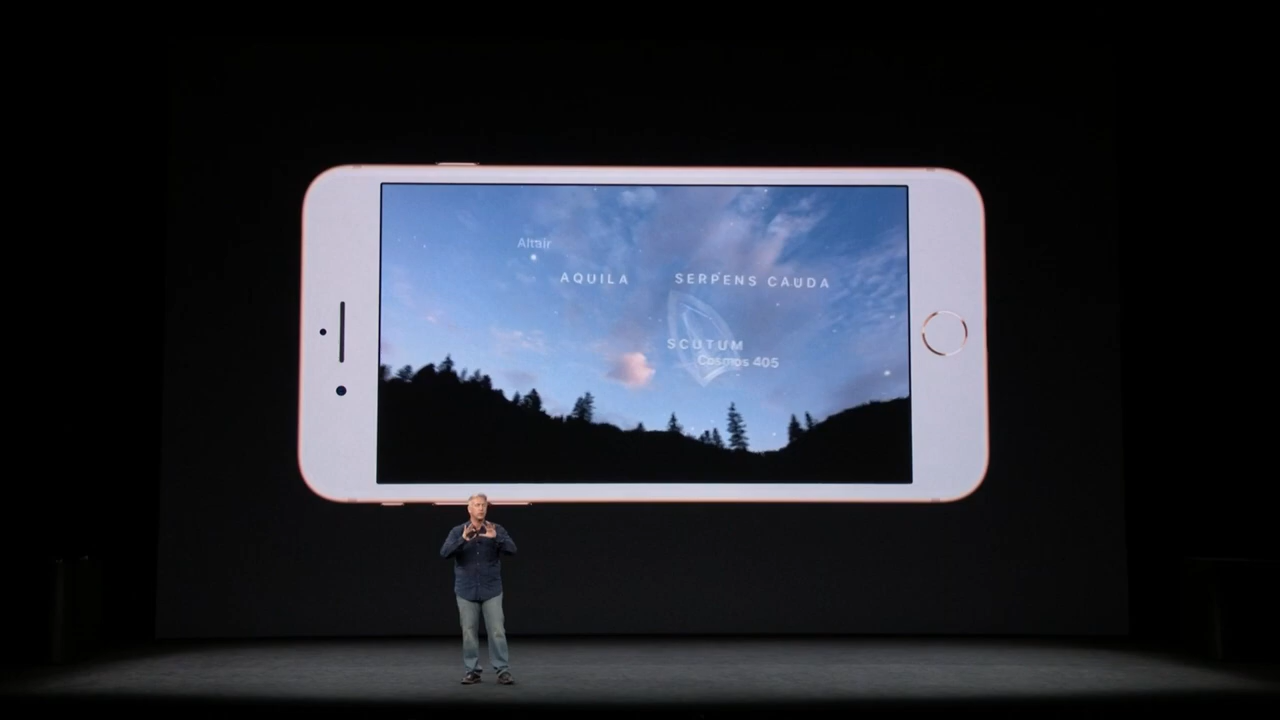 Altair
AQUILA
SERPENS CAUDA
SCUTUM
Cosmos 405